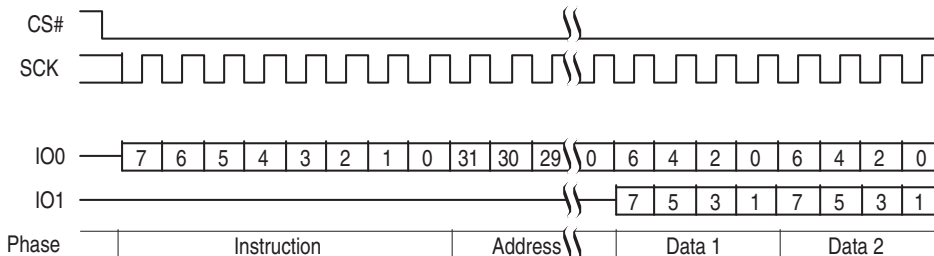 CS#
SCK
IO0 7 6 5 4 3 2 1 0 31 30 29 0 6 4 2 0 6 4 2 0
IO1 7 5 3 1 7 5 3 1
Phase Instruction Address Data 1 Data 2